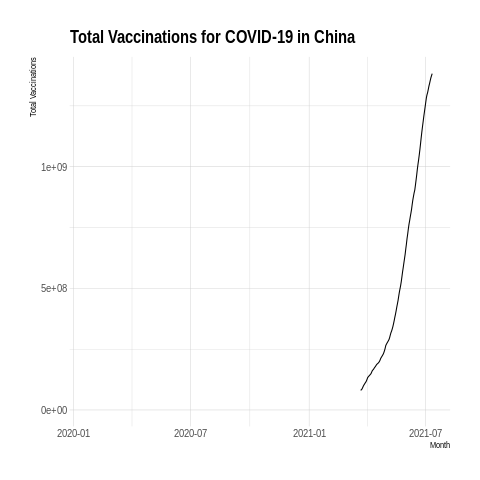 Total Vaccinations for COVID-19 in China
Total Vaccinations
1e+09
5e+08
0e+00
2020-01 2020-07 2021-01 2021-07
Month